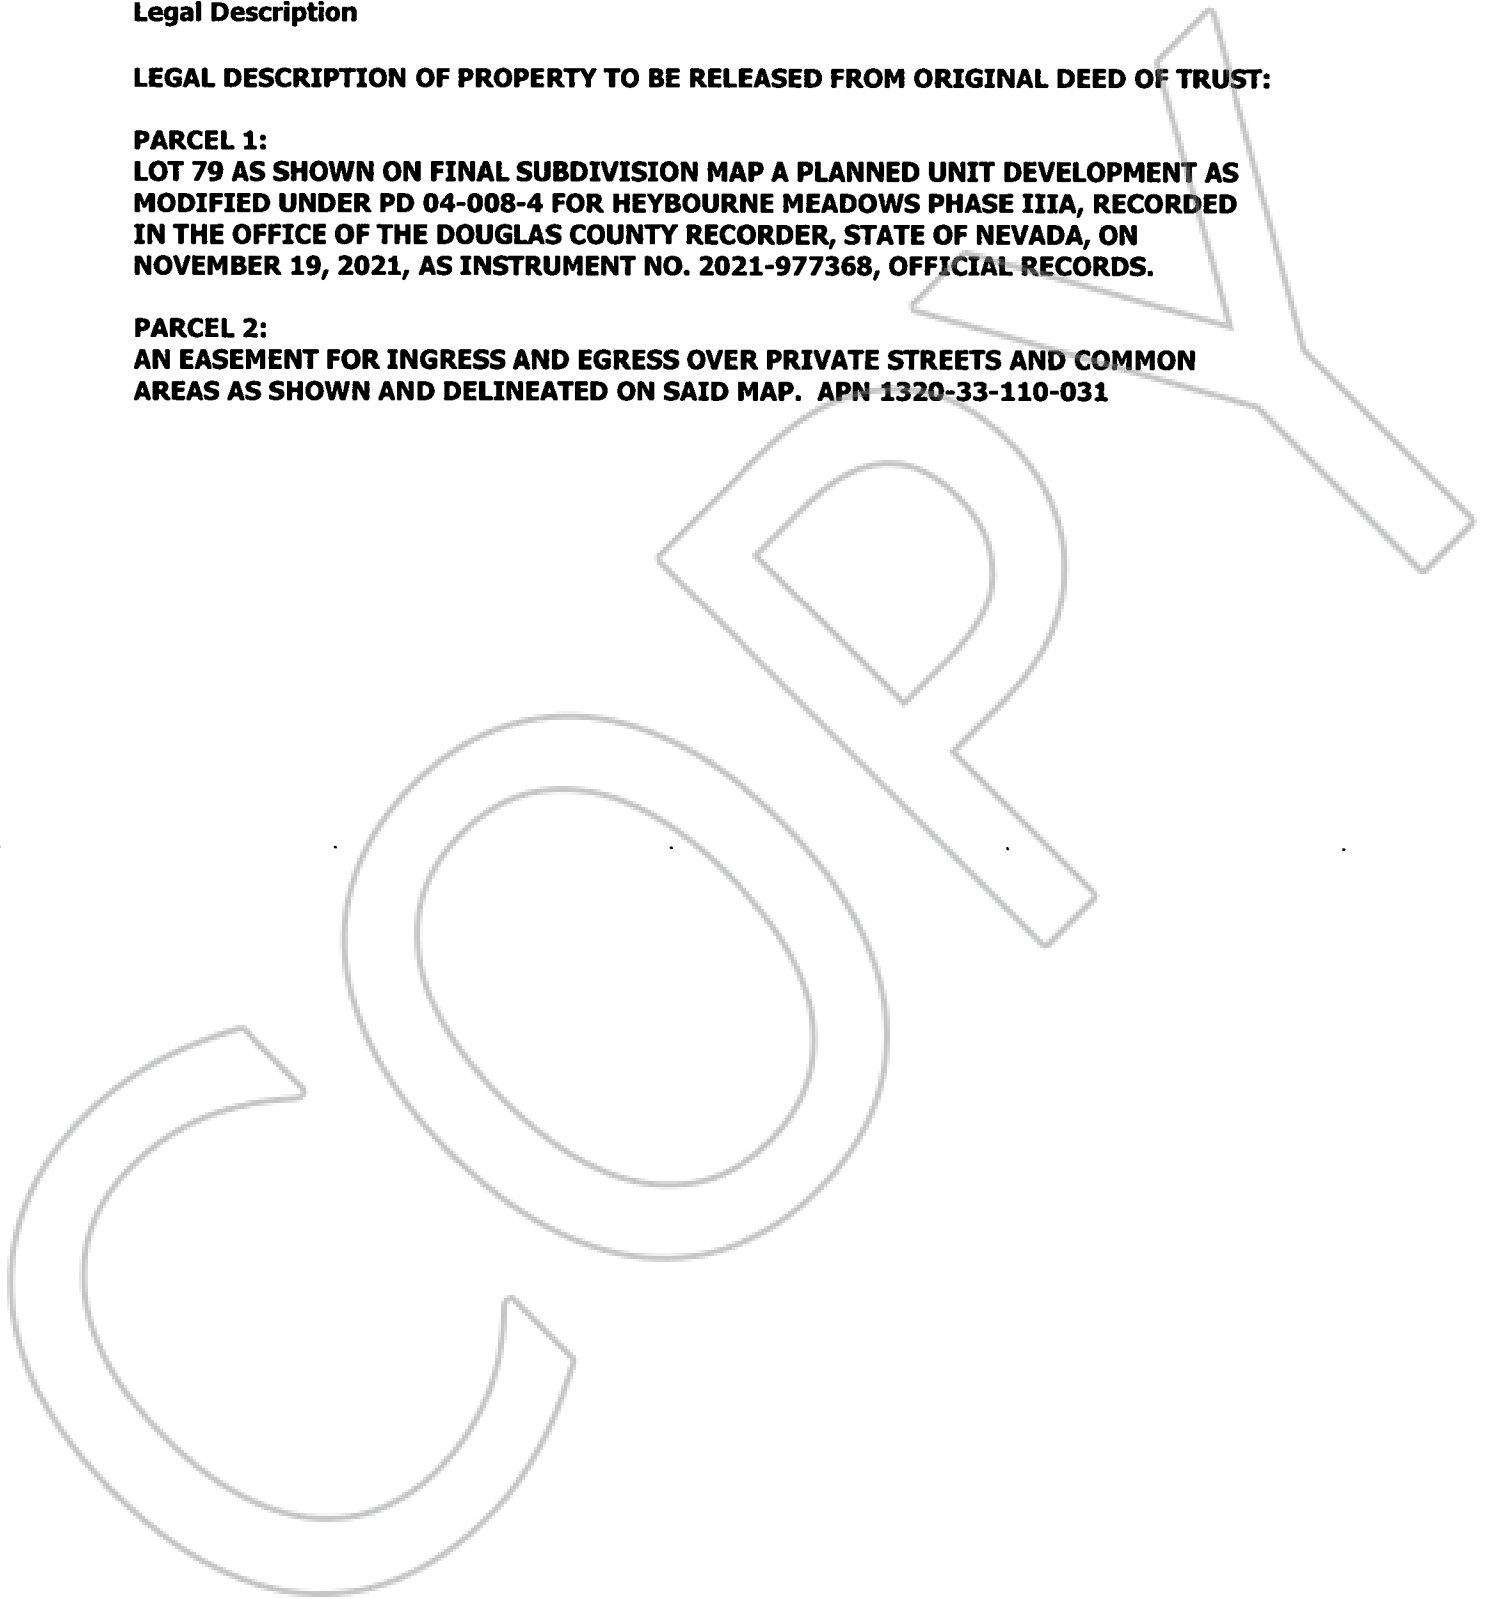 Legal Description
LEGAL DESCRIPTION OF PROPERTY TO BE RELEASED FROM ORIGINAL DEED OF TRUST:
PARCEL 1:
LOT 79 AS SHOWN ON FINAL SUBDIVISION MAP A PLANNED UNIT DEVELOPMENT AS
MODIFIED UNDER PD 04-008-4 FOR HEYBOURNE MEADOWS PHASE IIIA, RECORDED
IN THE OFFICE OF THE DOUGLAS COUNTY RECORDER, STATE OF NEVADA, ON
NOVEMBER 19, 2021, AS INSTRUMENT NO. 2021-977368, OFFICIAL RECORDS.
PARCEL 2:
AN EASEMENT FOR INGRESS AND EGRESS OVER PRIVATE STREETS AND COMMON
AREAS AS SHOWN AND DELINEATED ON SAID MAP.  APN 1320-33-110-031
COPY